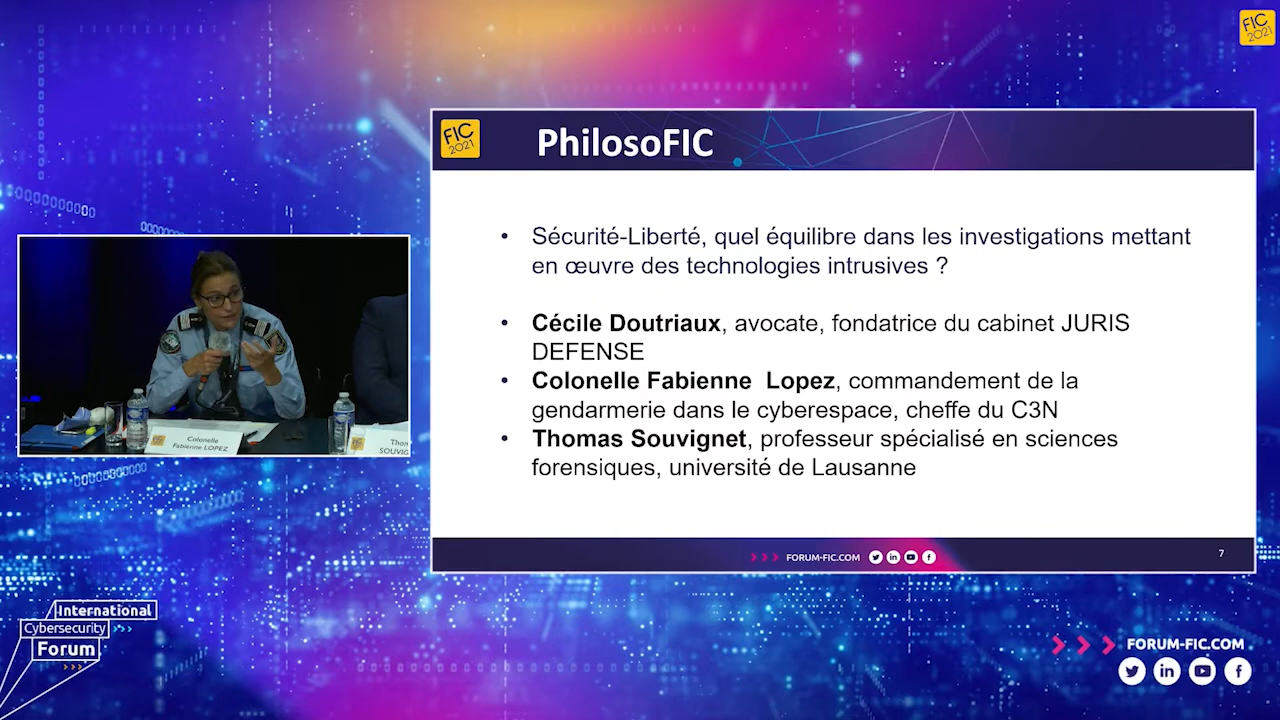 FIC
2021
FIC
2021
PhilosoFIC
• Sécurité-Liberté, quel équilibre dans les investigations mettant
en œuvre des technologies intrusives ?
• Cécile Doutriaux, avocate, fondatrice du cabinet JURIS
DEFENSE
• Colonelle Fabienne Lopez, commandement de la
gendarmerie dans le cyberespace, cheffe du C3N
• Thomas Souvignet, professeur spécialisé en sciences
forensiques, université de Lausanne
Colonelle
Fabienne LOPEZ
Thom
SOUVIG
FORUM-FIC.COM
7
International
Cybersecurity
Forum
FORUM-FIC.COM